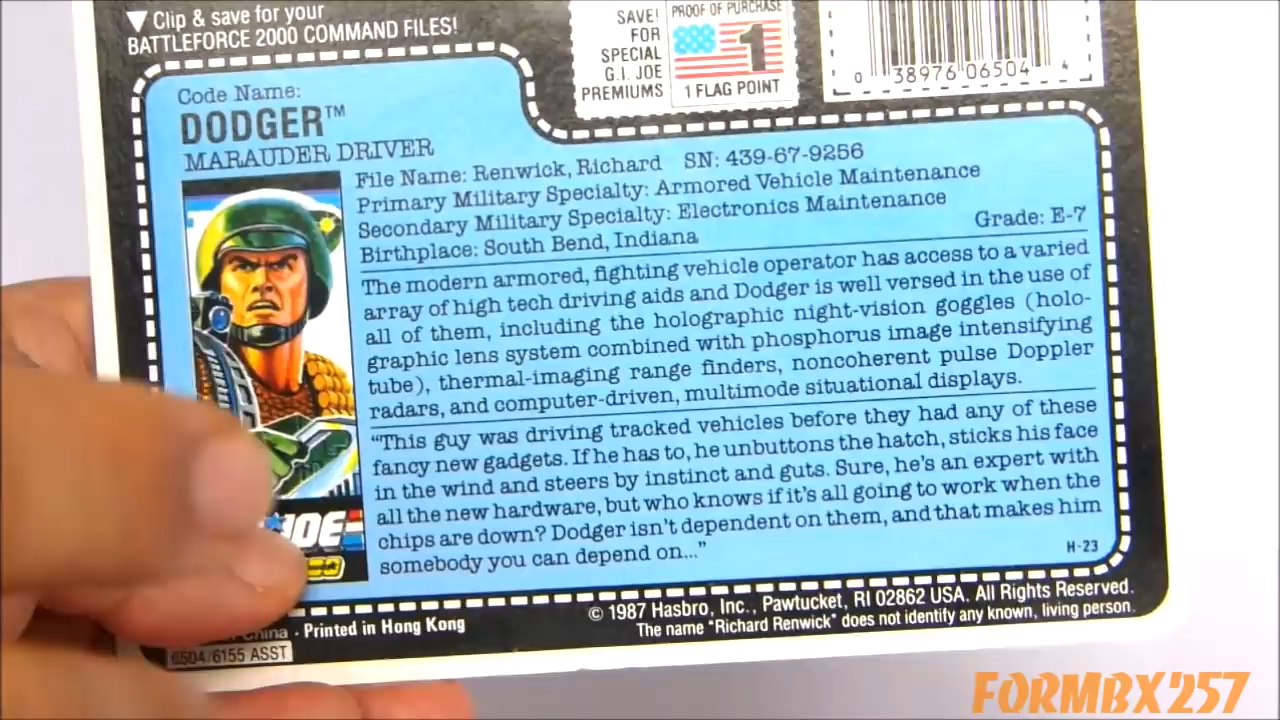 ▼ Clip & save for your
BATTLEFORCE 2000 COMMAND FILES!
SAVE!
FOR
SPECIAL
G.I. JOE
PREMIUMS
PROOF OF PURCHASE
1
1 FLAG POINT
0 38976 06504 4
Code Name:
DODGER™
MARAUDER DRIVER
File Name: Renwick, Richard SN: 439-67-9256
Primary Military Specialty: Armored Vehicle Maintenance
Secondary Military Specialty: Electronics Maintenance
Birthplace: South Bend, Indiana Grade: E-7
The modern armored, fighting vehicle operator has access to a varied
array of high tech driving aids and Dodger is well versed in the use of
all of them, including the holographic night-vision goggles (holo-
graphic lens system combined with phosphorus image intensifying
tube), thermal-imaging range finders, noncoherent pulse Doppler
radars, and computer-driven, multimode situational displays.
"This guy was driving tracked vehicles before they had any of these
fancy new gadgets. If he has to, he unbuttons the hatch, sticks his face
in the wind and steers by instinct and guts. Sure, he's an expert with
all the new hardware, but who knows if it's all going to work when the
chips are down? Dodger isn't dependent on them, and that makes him
somebody you can depend on..."
H-23
JOE
© 1987 Hasbro, Inc., Pawtucket, RI 02862 USA. All Rights Reserved.
The name "Richard Renwick" does not identify any known, living person.
China · Printed in Hong Kong
6504/6155 ASST
FORMBX257